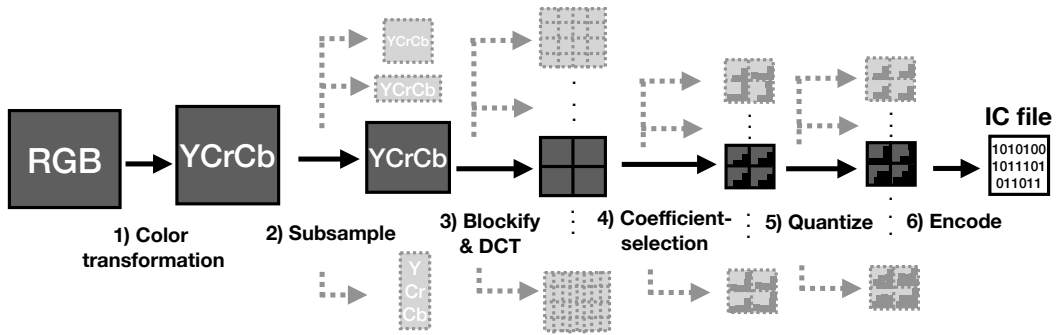 YCrCb
YCrCb
IC file
RGB
YCrCb
YCrCb
1010100
1011101
011011
1) Color
transformation
2) Subsample
3) Blockify
& DCT
4) Coefficient-
selection
5) Quantize
6) Encode
Y
Cr
Cb